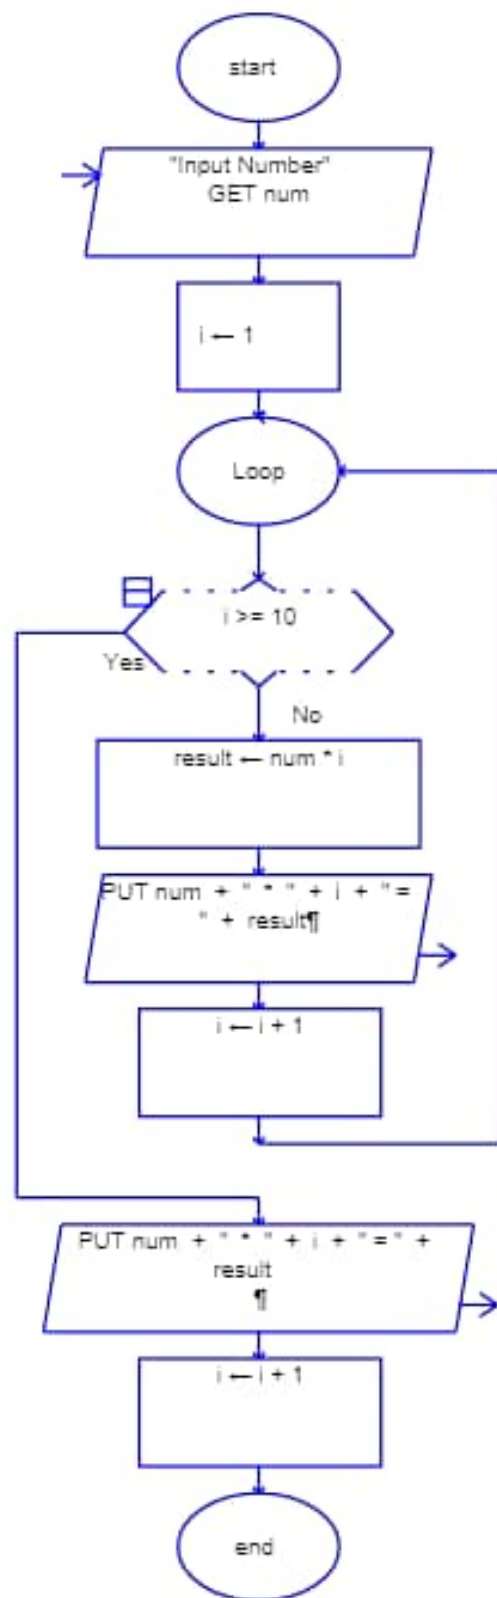 start
"Input Number"
GET num
i ← 1
Loop
i >= 10
Yes
No
result ← num * i
PUT num + " * " + i + "=
" + result¶
i ← i + 1
PUT num + " * " + i + "=" +
result
¶
i ← i + 1
end